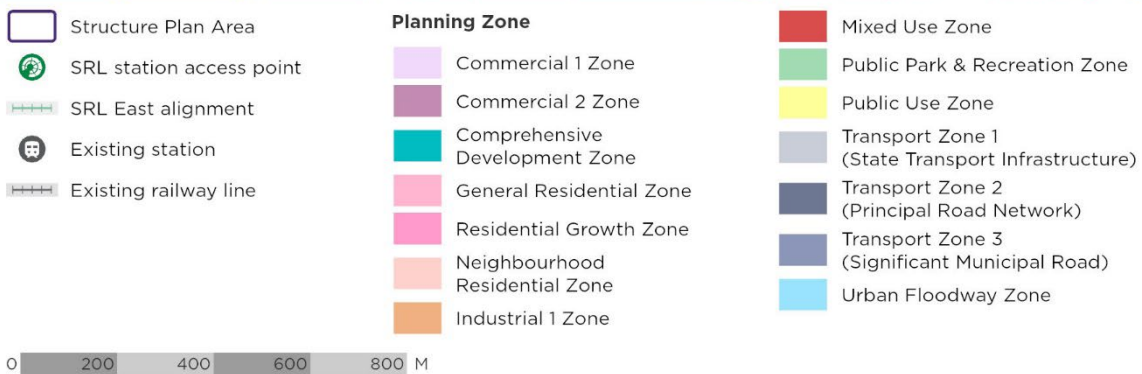 Structure Plan Area
SRL station access point
SRL East alignment
Existing station
Existing railway line
Planning Zone
Commercial 1 Zone
Commercial 2 Zone
Comprehensive
Development Zone
General Residential Zone
Residential Growth Zone
Neighbourhood
Residential Zone
Industrial 1 Zone
Mixed Use Zone
Public Park & Recreation Zone
Public Use Zone
Transport Zone 1
(State Transport Infrastructure)
Transport Zone 2
(Principal Road Network)
Transport Zone 3
(Significant Municipal Road)
Urban Floodway Zone
0 200 400 600 800 M